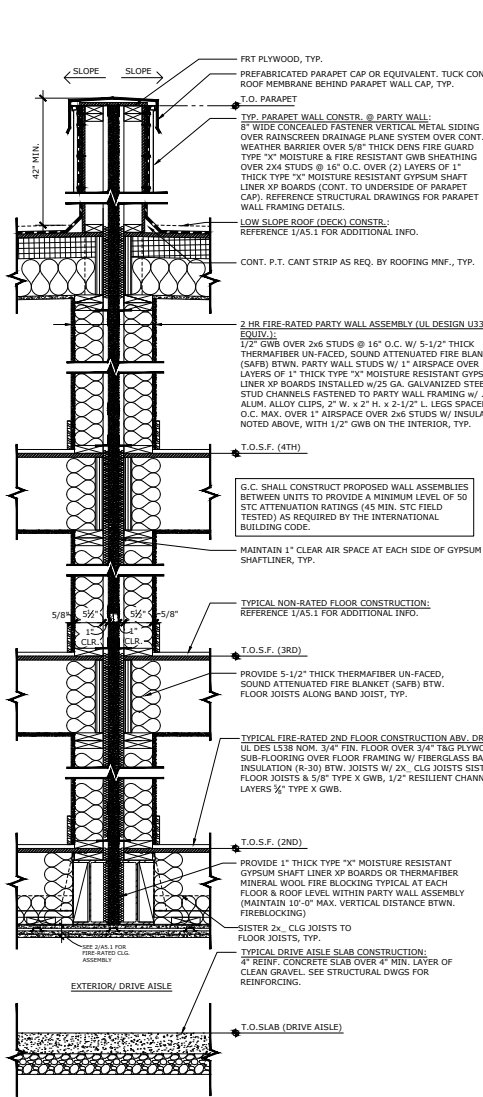 FRT PLYWOOD, TYP.
SLOPE SLOPE
PREFABRICATED PARAPET CAP OR EQUIVALENT. TUCK CON
ROOF MEMBRANE BEHIND PARAPET WALL CAP, TYP.
T.O. PARAPET
42" MIN.
TYP. PARAPET WALL CONSTR. @ PARTY WALL:
8" WIDE CONCEALED FASTENER VERTICAL METAL SIDING
OVER RAINSCREEN DRAINAGE PLANE SYSTEM OVER CONT.
WEATHER BARRIER OVER 5/8" THICK DENS FIRE GUARD
TYPE "X" MOISTURE & FIRE RESISTANT GWB SHEATHING
OVER 2X4 STUDS @ 16" O.C. OVER (2) LAYERS OF 1"
THICK TYPE "X" MOISTURE RESISTANT GYPSUM SHAFT
LINER XP BOARDS (CONT. TO UNDERSIDE OF PARAPET
CAP). REFERENCE STRUCTURAL DRAWINGS FOR PARAPET
WALL FRAMING DETAILS.
LOW SLOPE ROOF (DECK) CONSTR.:
REFERENCE 1/A5.1 FOR ADDITIONAL INFO.
CONT. P.T. CANT STRIP AS REQ. BY ROOFING MNF., TYP.
2 HR FIRE-RATED PARTY WALL ASSEMBLY (UL DESIGN U33
EQUIV.):
1/2" GWB OVER 2x6 STUDS @ 16" O.C. W/ 5-1/2" THICK
THERMAFIBER UN-FACED, SOUND ATTENUATED FIRE BLAN
(SAFB) BTWN. PARTY WALL STUDS W/ 1" AIRSPACE OVER
LAYERS OF 1" THICK TYPE "X" MOISTURE RESISTANT GYPS
LINER XP BOARDS INSTALLED w/25 GA. GALVANIZED STEE
STUD CHANNELS FASTENED TO PARTY WALL FRAMING w/ .
ALUM. ALLOY CLIPS, 2" W. x 2" H. x 2-1/2" L. LEGS SPACE
O.C. MAX. OVER 1" AIRSPACE OVER 2x6 STUDS W/ INSULA
NOTED ABOVE, WITH 1/2" GWB ON THE INTERIOR, TYP.
T.O.S.F. (4TH)
G.C. SHALL CONSTRUCT PROPOSED WALL ASSEMBLIES
BETWEEN UNITS TO PROVIDE A MINIMUM LEVEL OF 50
STC ATTENUATION RATINGS (45 MIN. STC FIELD
TESTED) AS REQUIRED BY THE INTERNATIONAL
BUILDING CODE.
MAINTAIN 1" CLEAR AIR SPACE AT EACH SIDE OF GYPSUM
SHAFTLINER, TYP.
5/8" 5½" 5½" 5/8"
1" 1"
CLR. CLR.
TYPICAL NON-RATED FLOOR CONSTRUCTION:
REFERENCE 1/A5.1 FOR ADDITIONAL INFO.
T.O.S.F. (3RD)
PROVIDE 5-1/2" THICK THERMAFIBER UN-FACED,
SOUND ATTENUATED FIRE BLANKET (SAFB) BTW.
FLOOR JOISTS ALONG BAND JOIST, TYP.
TYPICAL FIRE-RATED 2ND FLOOR CONSTRUCTION ABV. DR
UL DES L538 NOM. 3/4" FIN. FLOOR OVER 3/4" T&G PLYWO
SUB-FLOORING OVER FLOOR FRAMING W/ FIBERGLASS BA
INSULATION (R-30) BTW. JOISTS W/ 2X_ CLG JOISTS SIST
FLOOR JOISTS & 5/8" TYPE X GWB, 1/2" RESILIENT CHANN
LAYERS ⅝" TYPE X GWB.
T.O.S.F. (2ND)
PROVIDE 1" THICK TYPE "X" MOISTURE RESISTANT
GYPSUM SHAFT LINER XP BOARDS OR THERMAFIBER
MINERAL WOOL FIRE BLOCKING TYPICAL AT EACH
FLOOR & ROOF LEVEL WITHIN PARTY WALL ASSEMBLY
(MAINTAIN 10'-0" MAX. VERTICAL DISTANCE BTWN.
FIREBLOCKING)
SISTER 2x_ CLG JOISTS TO
FLOOR JOISTS, TYP.
SEE 2/A5.1 FOR
FIRE-RATED CLG.
ASSEMBLY
TYPICAL DRIVE AISLE SLAB CONSTRUCTION:
4" REINF. CONCRETE SLAB OVER 4" MIN. LAYER OF
CLEAN GRAVEL. SEE STRUCTURAL DWGS FOR
REINFORCING.
EXTERIOR/ DRIVE AISLE
T.O.SLAB (DRIVE AISLE)